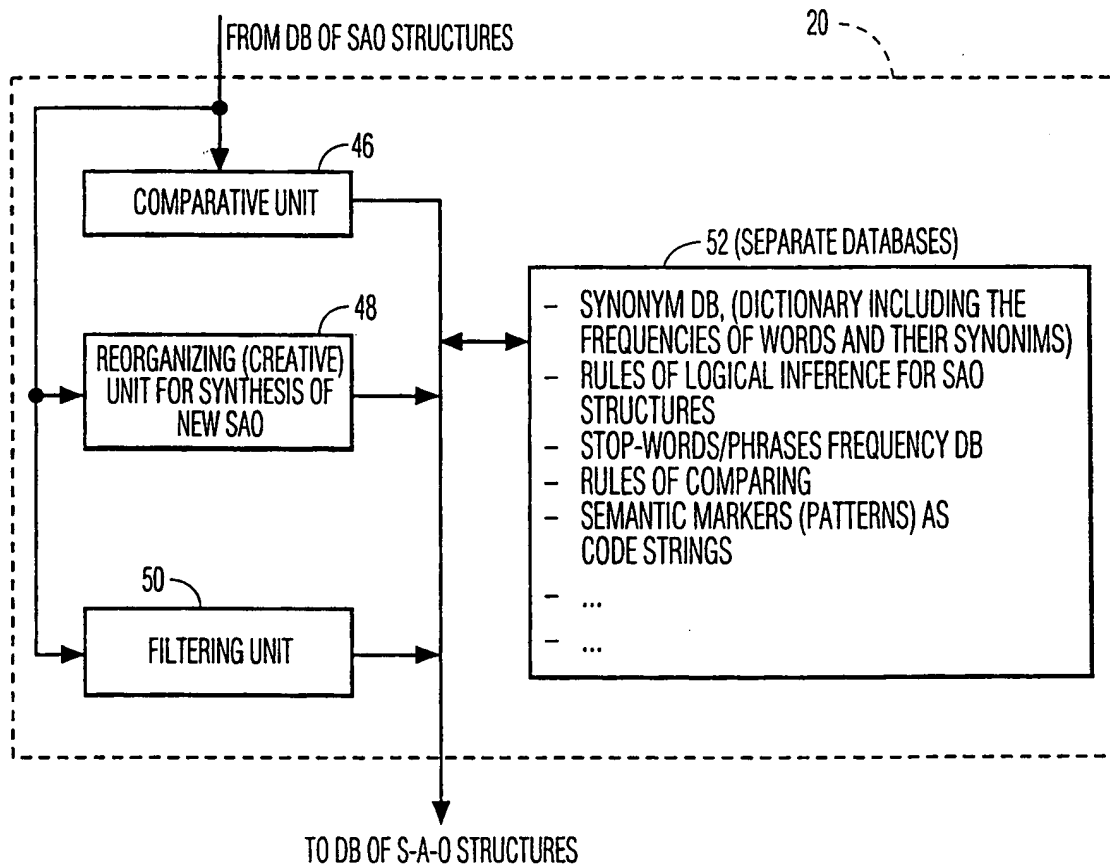 FROM DB OF SAO STRUCTURES
20
46
COMPARATIVE UNIT
48
REORGANIZING (CREATIVE)
UNIT FOR SYNTHESIS OF
NEW SAO
50
FILTERING UNIT
52 (SEPARATE DATABASES)
- SYNONYM DB, (DICTIONARY INCLUDING THE
FREQUENCIES OF WORDS AND THEIR SYNONIMS)
- RULES OF LOGICAL INFERENCE FOR SAO
STRUCTURES
- STOP-WORDS/PHRASES FREQUENCY DB
- RULES OF COMPARING
- SEMANTIC MARKERS (PATTERNS) AS
CODE STRINGS
- ...
- ...
TO DB OF S-A-O STRUCTURES